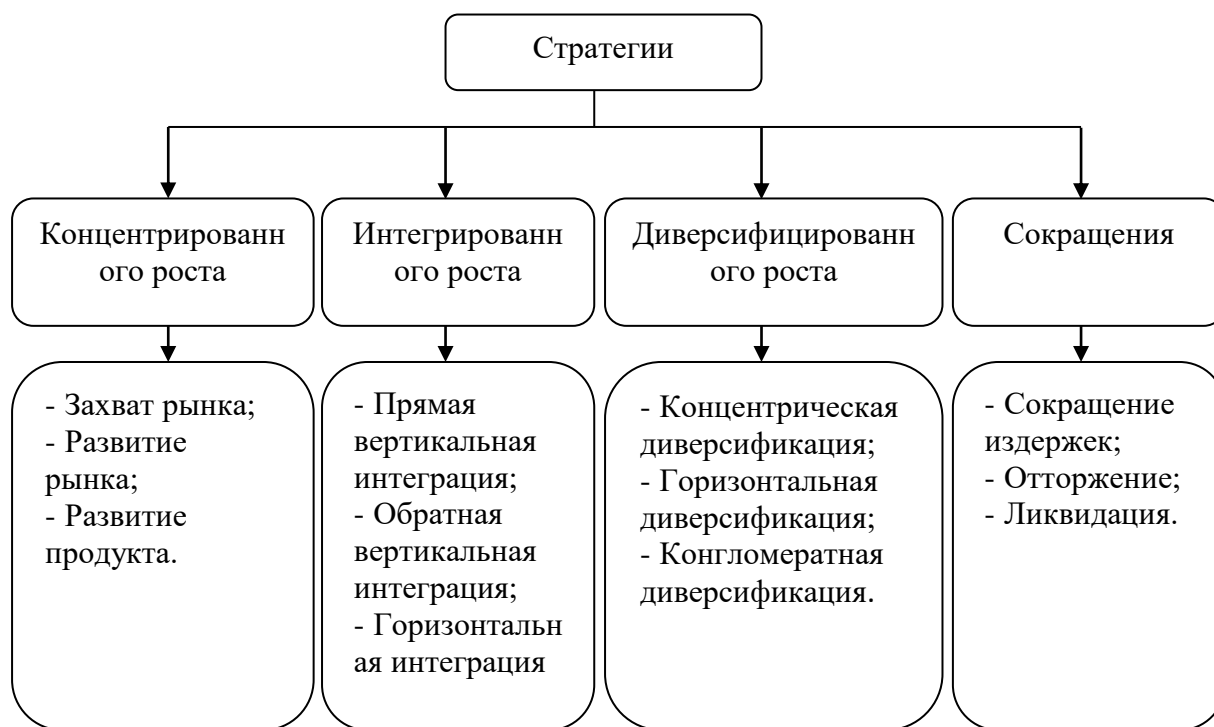 Стратегии
Концентрированн
ого роста
Интегрированн
ого роста
Диверсифицированн
ого роста
Сокращения
- Захват рынка;
- Развитие
рынка;
- Развитие
продукта.
- Прямая
вертикальная
интеграция;
- Обратная
вертикальная
интеграция;
- Горизонтальн
ая интеграция
- Концентрическая
диверсификация;
- Горизонтальная
диверсификация;
- Конгломератная
диверсификация.
- Сокращение
издержек;
- Отторжение;
- Ликвидация.